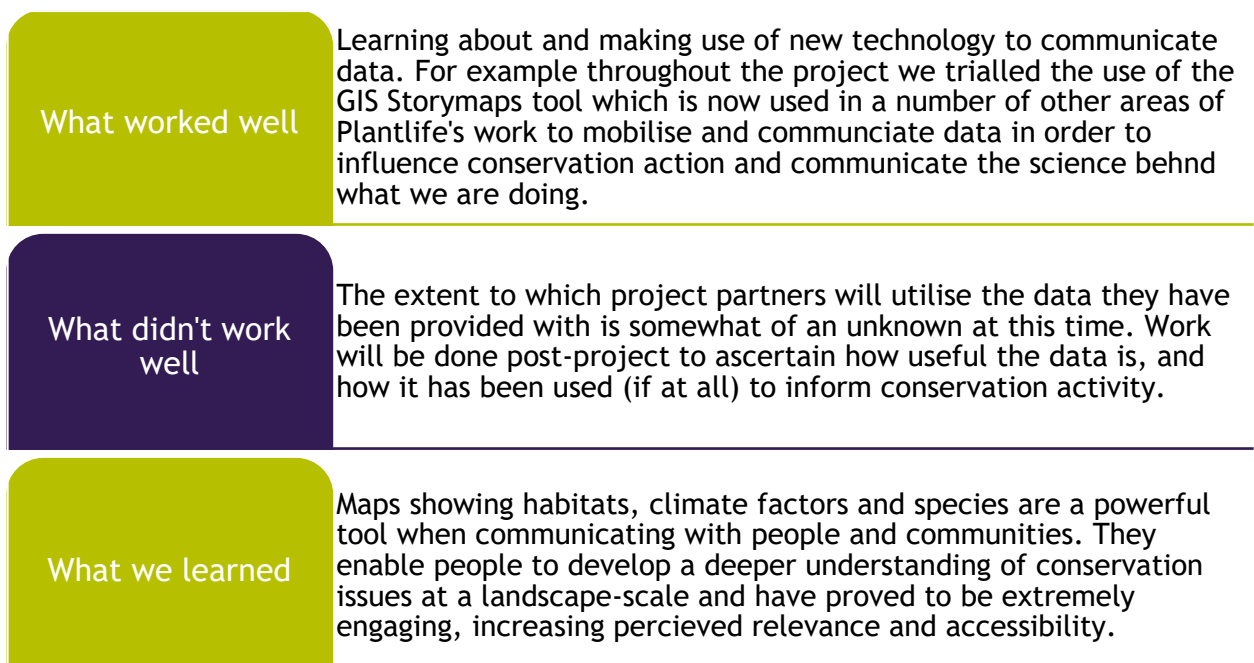 What worked well
Learning about and making use of new technology to communicate
data. For example throughout the project we trialled the use of the
GIS Storymaps tool which is now used in a number of other areas of
Plantlife's work to mobilise and communciate data in order to
influence conservation action and communicate the science behnd
what we are doing.
What didn't work
well
The extent to which project partners will utilise the data they have
been provided with is somewhat of an unknown at this time. Work
will be done post-project to ascertain how useful the data is, and
how it has been used (if at all) to inform conservation activity.
What we learned
Maps showing habitats, climate factors and species are a powerful
tool when communicating with people and communities. They
enable people to develop a deeper understanding of conservation
issues at a landscape-scale and have proved to be extremely
engaging, increasing percieved relevance and accessibility.